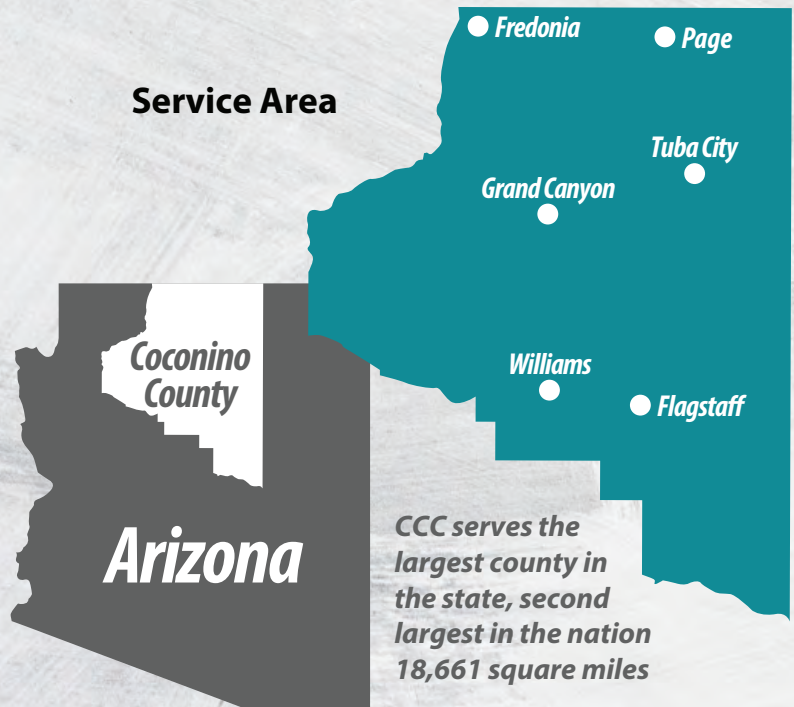 Fredonia
Page
Service Area
Tuba City
Grand Canyon
Coconino
County
Williams
Flagstaff
Arizona
CCC serves the
largest county in
the state, second
largest in the nation
18,661 square miles